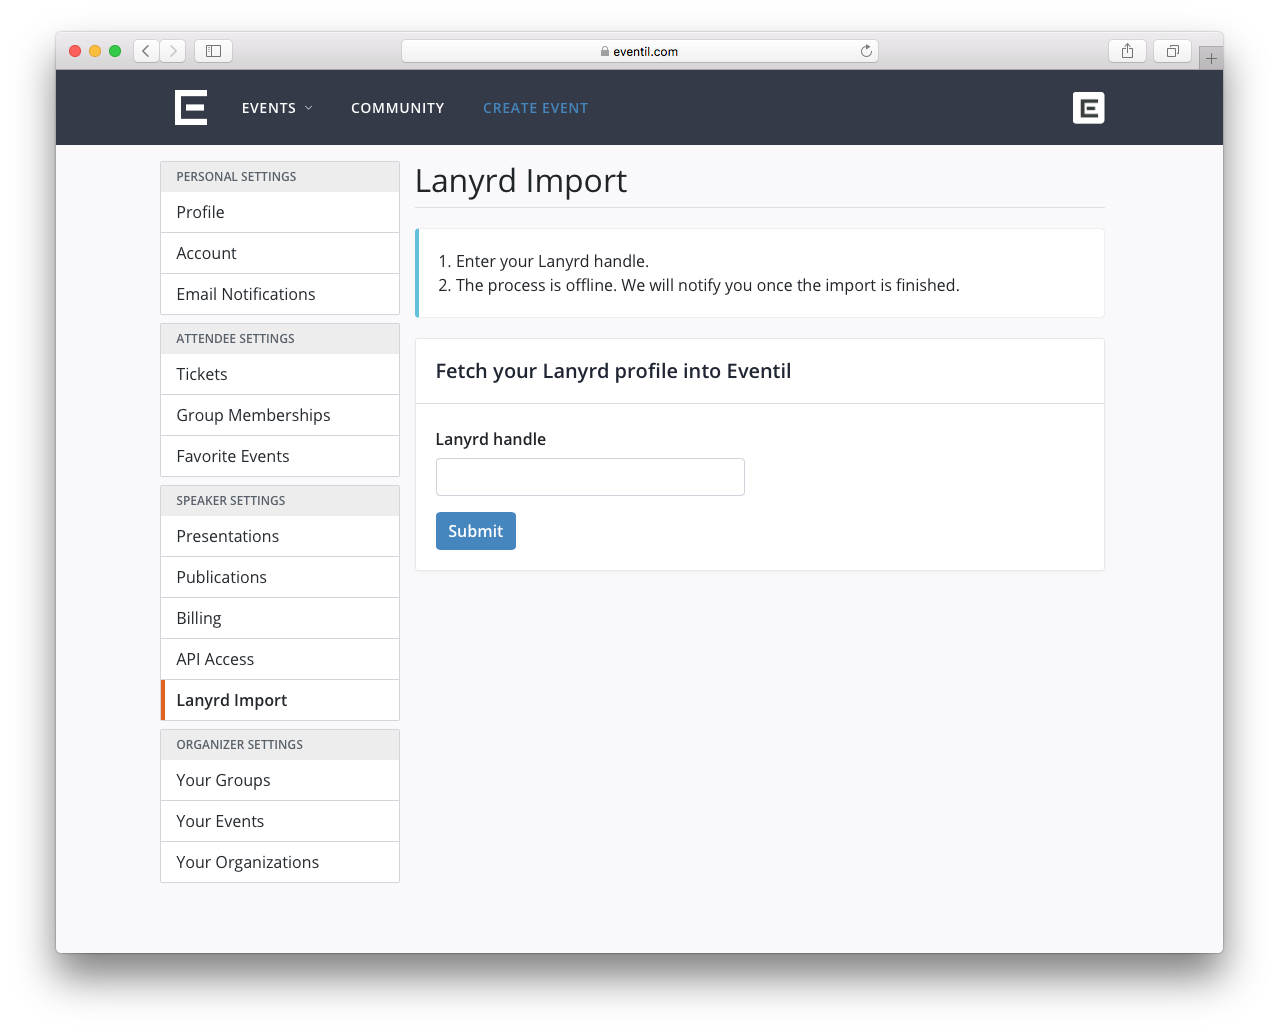 eventil.com
EVENTS
COMMUNITY
CREATE EVENT
PERSONAL SETTINGS
Profile
Account
Email Notifications
ATTENDEE SETTINGS
Tickets
Group Memberships
Favorite Events
SPEAKER SETTINGS
Presentations
Publications
Billing
API Access
Lanyrd Import
ORGANIZER SETTINGS
Your Groups
Your Events
Your Organizations
Lanyrd Import
1. Enter your Lanyrd handle.
2. The process is offline. We will notify you once the import is finished.
Fetch your Lanyrd profile into Eventil
Lanyrd handle
Submit